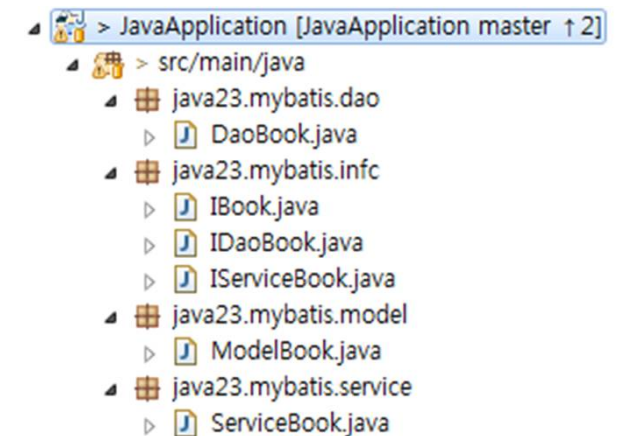 > JavaApplication [JavaApplication master ↑ 2]
> src/main/java
java23.mybatis.dao
DaoBook.java
java23.mybatis.infc
IBook.java
IDaoBook.java
IServiceBook.java
java23.mybatis.model
ModelBook.java
java23.mybatis.service
ServiceBook.java